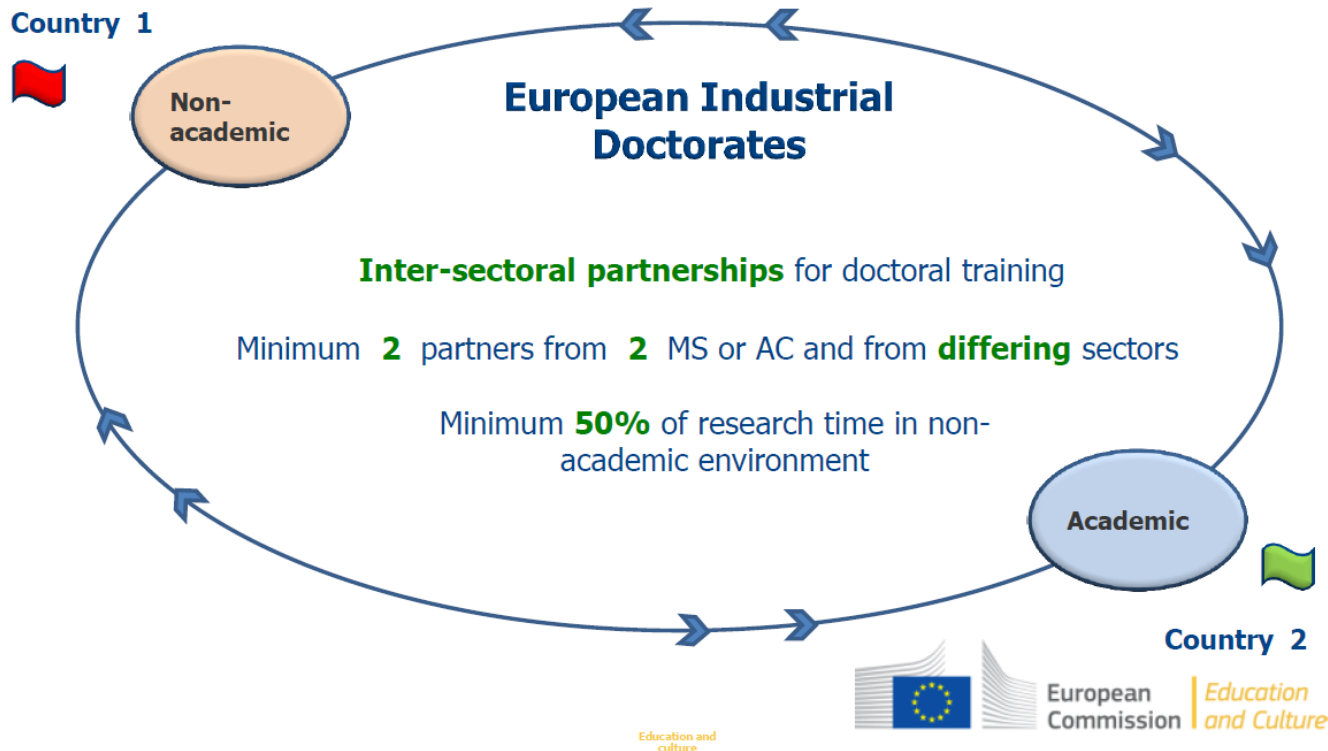 Country 1
Non-
academic
European Industrial
Doctorates
Inter-sectoral partnerships for doctoral training
Minimum 2 partners from 2 MS or AC and from differing sectors
Minimum 50% of research time in non-
academic environment
Academic
Country 2
European
Commission
Education
and Culture
Education and
culture